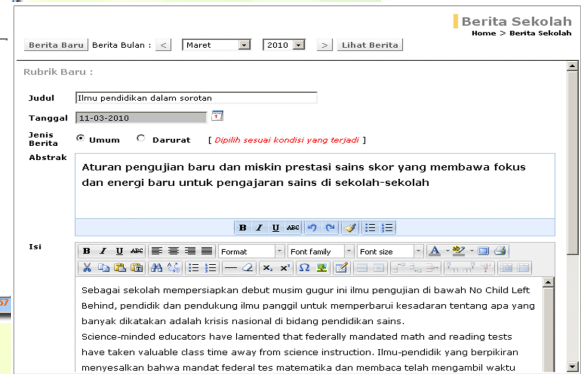 Berita Sekolah
Home > Berita Sekolah
Berita Baru Berita Bulan : < Maret 2010 > Lihat Berita
Rubrik Baru :
Judul Ilmu pendidikan dalam sorotan
Tanggal 11-03-2010
Jenis Berita Umum Darurat [ Dipilih sesuai kondisi yang terjadi ]
Abstrak
Aturan pengujian baru dan miskin prestasi sains skor yang membawa fokus
dan energi baru untuk pengajaran sains di sekolah-sekolah
B I U ABC
Isi
B I U ABC Format Font family Font size A ab
Sebagai sekolah mempersiapkan debut musim gugur ini ilmu pengujian di bawah No Child Left
Behind, pendidik dan pendukung ilmu panggil untuk memperbarui kesadaran tentang apa yang
banyak dikatakan adalah krisis nasional di bidang pendidikan sains.
Science-minded educators have lamented that federally mandated math and reading tests
have taken valuable class time away from science instruction. Ilmu-pendidik yang berpikiran
menyesalkan bahwa mandat federal tes matematika dan membaca telah mengambil waktu